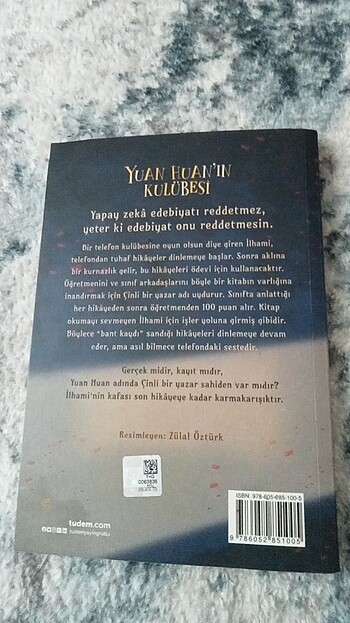 YUAN HUAN'IN
KULÜBESİ
Yapay zekâ edebiyatı reddetmez,
yeter ki edebiyat onu reddetmesin.
Bir telefon kulübesine oyun olsun diye giren İlhami,
telefondan tuhaf hikâyeler dinlemeye başlar. Sonra aklına
bir kurnazlık gelir, bu hikâyeleri ödevi için kullanacaktır.
Öğretmenini ve sınıf arkadaşlarını böyle bir kitabın varlığına
inandırmak için Çinli bir yazar adı uydurur. Sınıfta anlattığı
her hikâyeden sonra öğretmenden 100 puan alır. Kitap
okumayı sevmeyen İlhami için işler yoluna girmiş gibidir.
Böylece "bant kaydı" sandığı hikâyeleri dinlemeye devam
eder, ama asıl bilmece telefondaki sestedir.
Gerçek midir, kayıt mıdır,
Yuan Huan adında Çinli bir yazar sahiden var mıdır?
İlhami'nin kafası son hikâyeye kadar karmakarışıktır.
Resimleyen: Zülal Öztürk
tudem.com
tudemyayingrubu
ISBN: 978-605-285-100-5
9 786052 851005